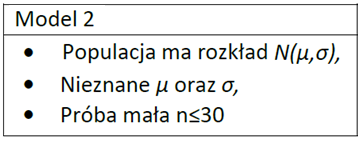 Model 2
• Populacja ma rozkład N(μ,σ),
• Nieznane μ oraz σ,
• Próba mała n≤30